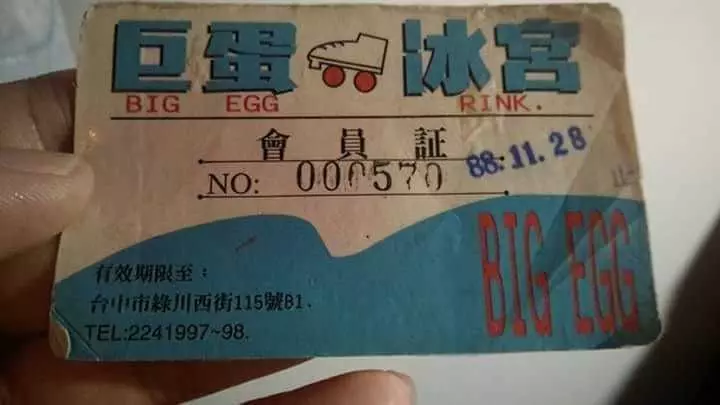 巨蛋 冰宮
BIG EGG RINK.
會員証
NO: 000570
88.11.28
BIG EGG
有效期限至：
台中市綠川西街115號B1.
TEL:2241997~98.